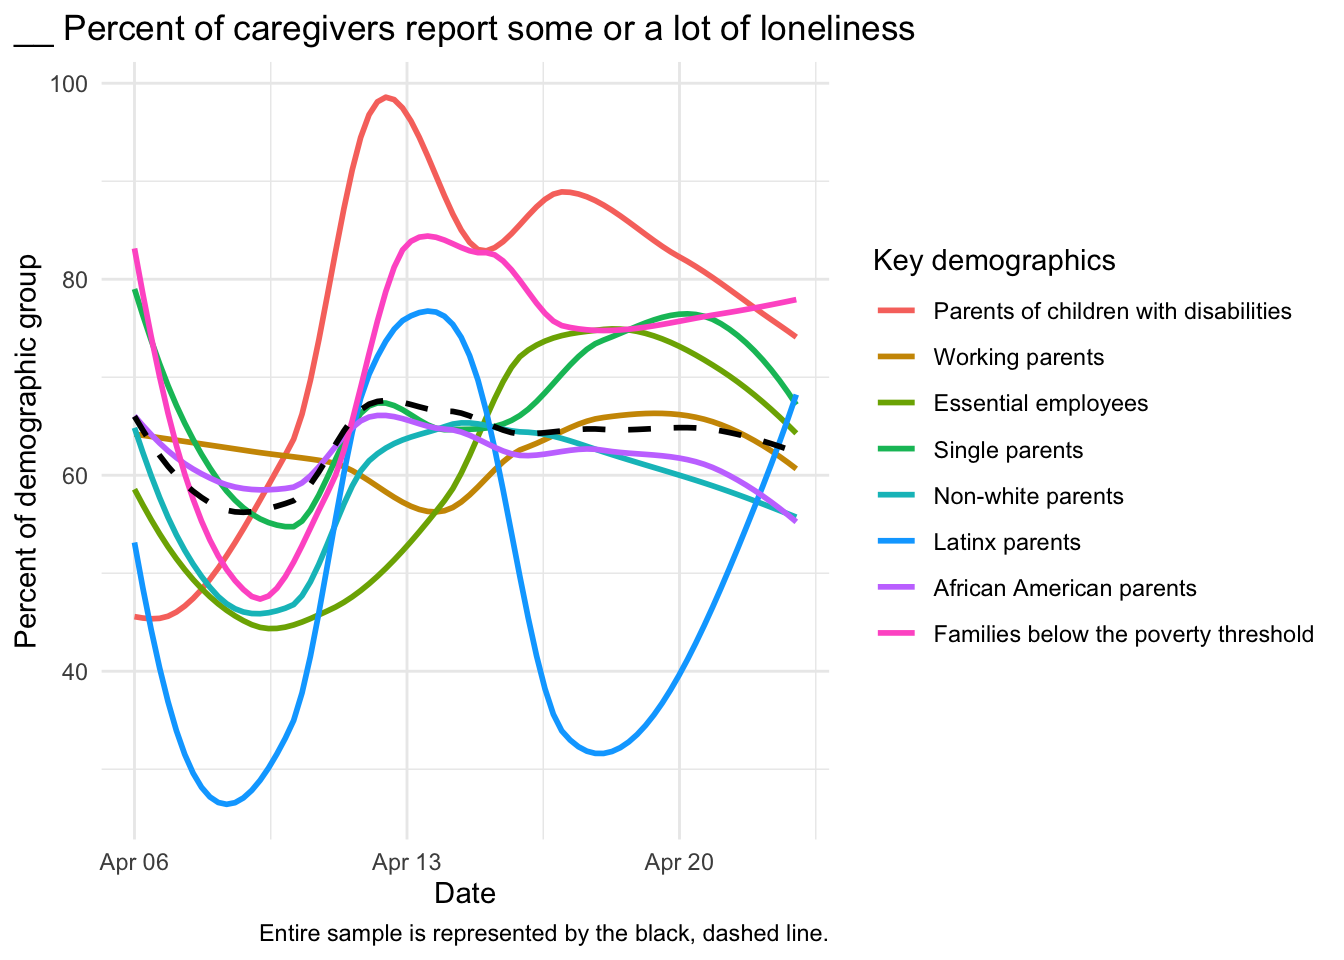 __ Percent of caregivers report some or a lot of loneliness
100
80
60
40
Percent of demographic group
Apr 06
Apr 13
Apr 20
Date
Entire sample is represented by the black, dashed line.
Key demographics
Parents of children with disabilities
Working parents
Essential employees
Single parents
Non-white parents
Latinx parents
African American parents
Families below the poverty threshold